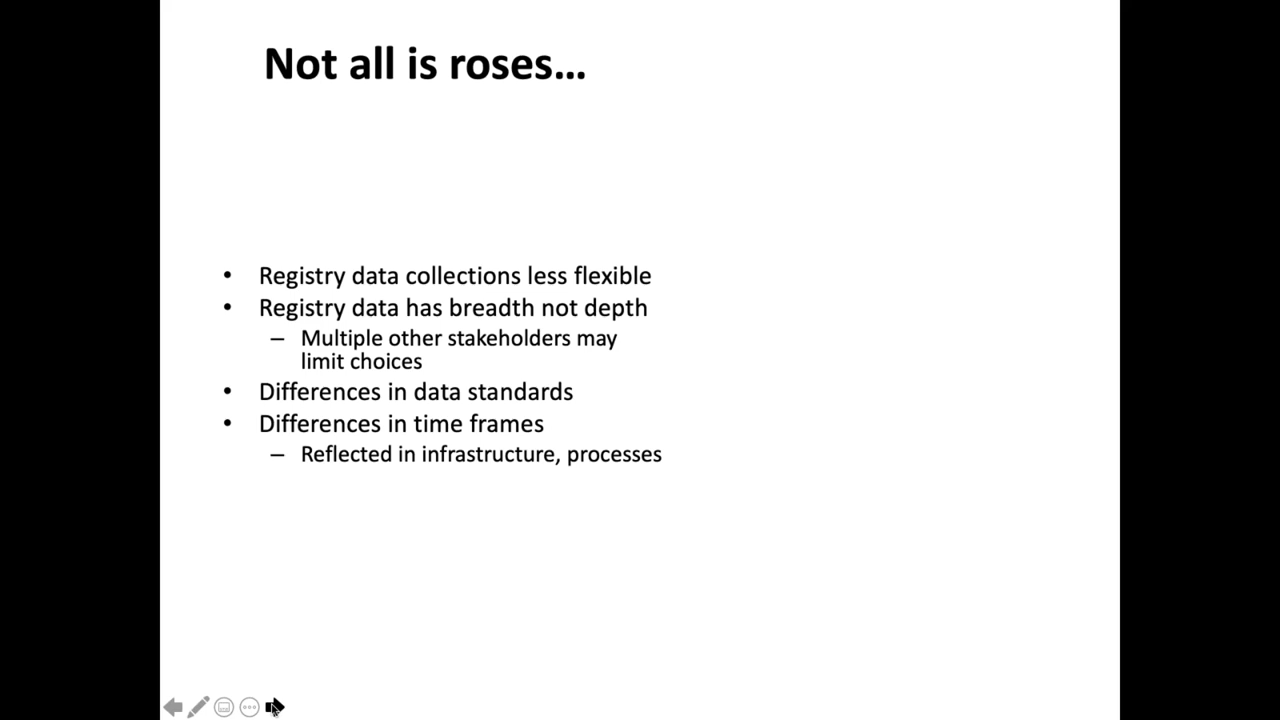 Not all is roses…
• Registry data collections less flexible
• Registry data has breadth not depth
– Multiple other stakeholders may
limit choices
• Differences in data standards
• Differences in time frames
– Reflected in infrastructure, processes